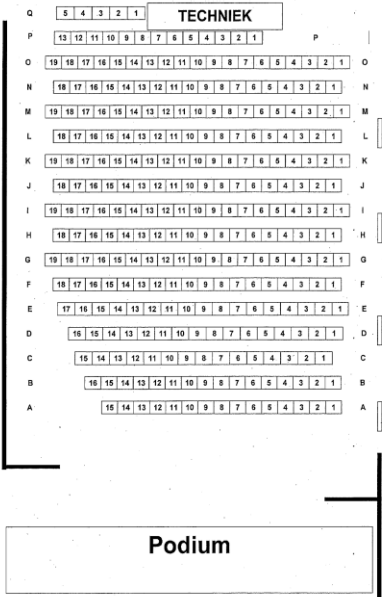 Q 5 4 3 2 1 TECHNIEK
P 13 12 11 10 9 8 7 6 5 4 3 2 1 P
O 19 18 17 16 15 14 13 12 11 10 9 8 7 6 5 4 3 2 1 O
N 18 17 16 15 14 13 12 11 10 9 8 7 6 5 4 3 2 1 N
M 19 18 17 16 15 14 13 12 11 10 9 8 7 6 5 4 3 2 1 M
L 18 17 16 15 14 13 12 11 10 9 8 7 6 5 4 3 2 1 L
K 19 18 17 16 15 14 13 12 11 10 9 8 7 6 5 4 3 2 1 K
J 18 17 16 15 14 13 12 11 10 9 8 7 6 5 4 3 2 1 J
I 19 18 17 16 15 14 13 12 11 10 9 8 7 6 5 4 3 2 1 I
H 18 17 16 15 14 13 12 11 10 9 8 7 6 5 4 3 2 1 H
G 19 18 17 16 15 14 13 12 11 10 9 8 7 6 5 4 3 2 1 G
F 18 17 16 15 14 13 12 11 10 9 8 7 6 5 4 3 2 1 F
E 17 16 15 14 13 12 11 10 9 8 7 6 5 4 3 2 1 E
D 16 15 14 13 12 11 10 9 8 7 6 5 4 3 2 1 D
C 15 14 13 12 11 10 9 8 7 6 5 4 3 2 1 C
B 16 15 14 13 12 11 10 9 8 7 6 5 4 3 2 1 B
A 15 14 13 12 11 10 9 8 7 6 5 4 3 2 1 A
Podium